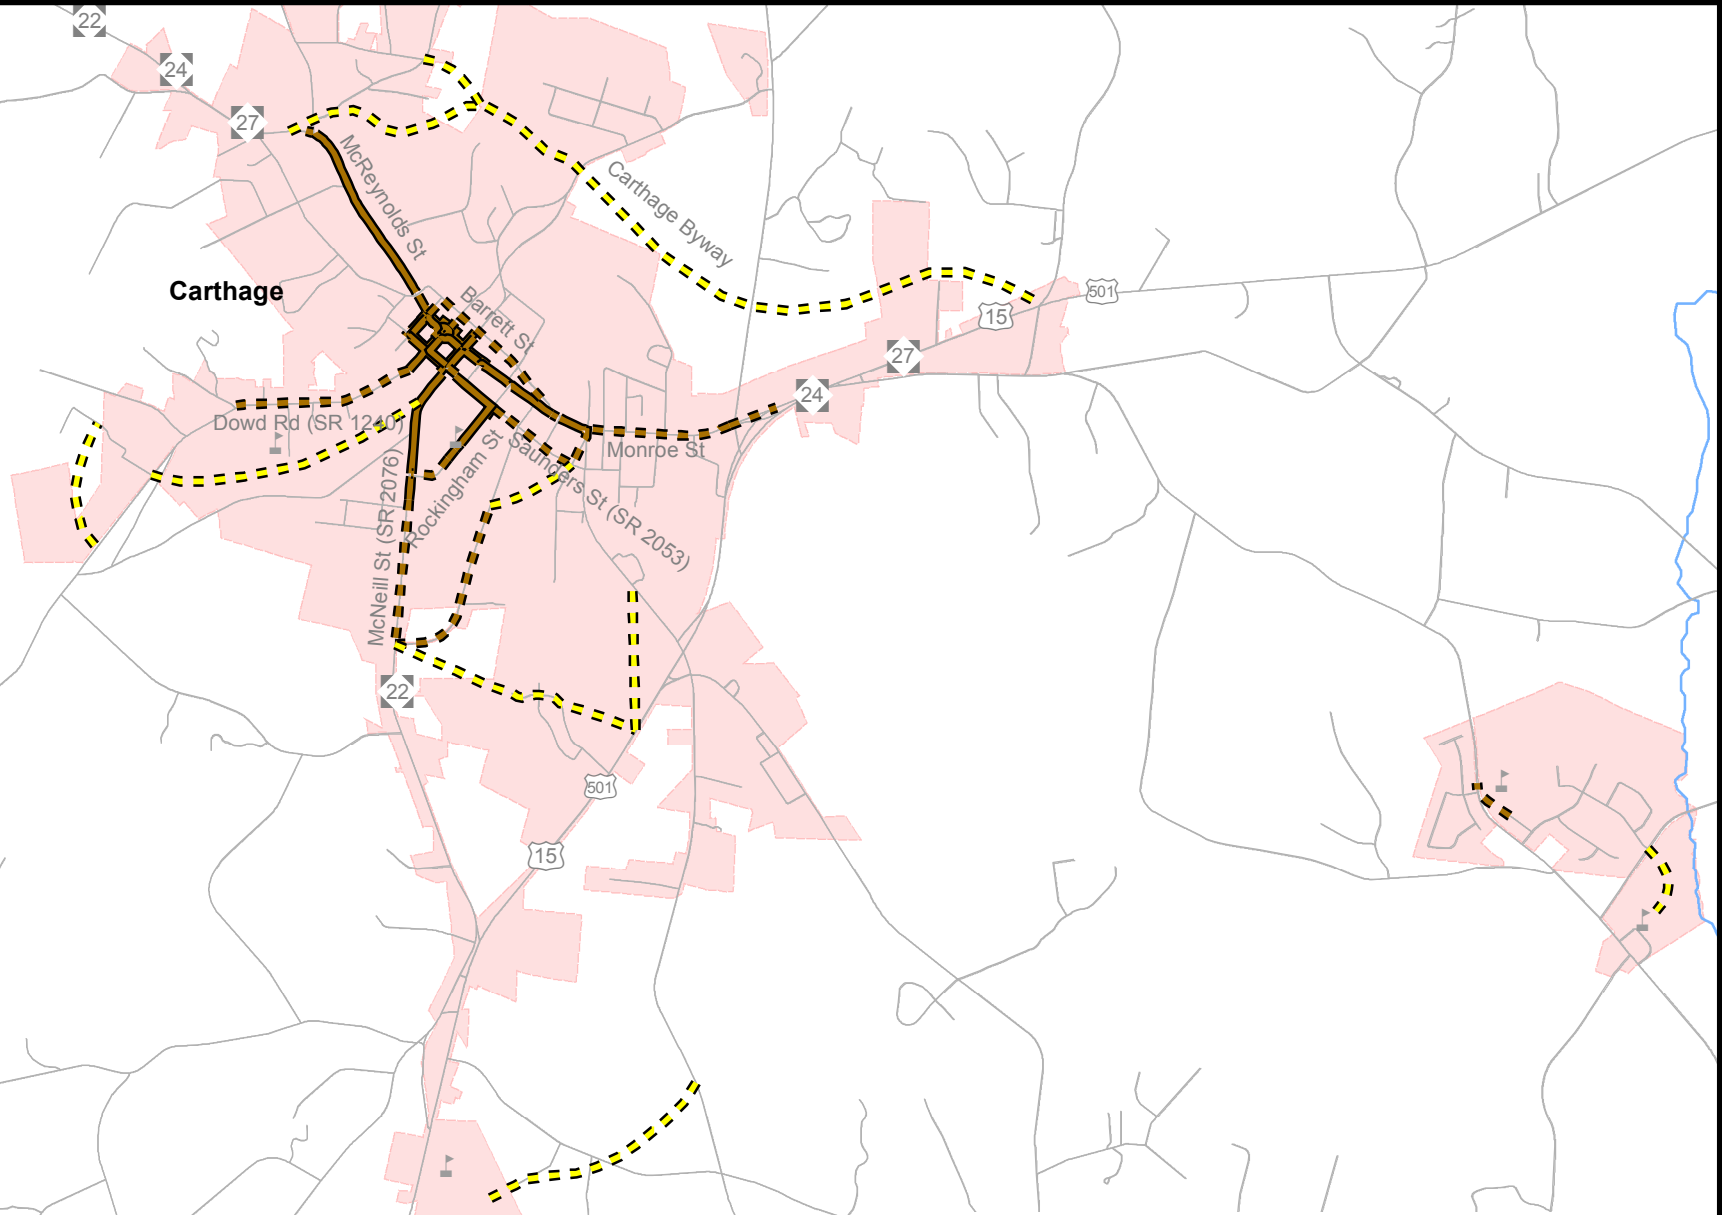 22
24
27
McReynolds St
Carthage Byway
Carthage
Barrett St
501
15
27
24
Dowd Rd (SR 1240)
Monroe St
Saunders St (SR 2053)
Rockingham St
McNeill St (SR 2076)
22
501
15